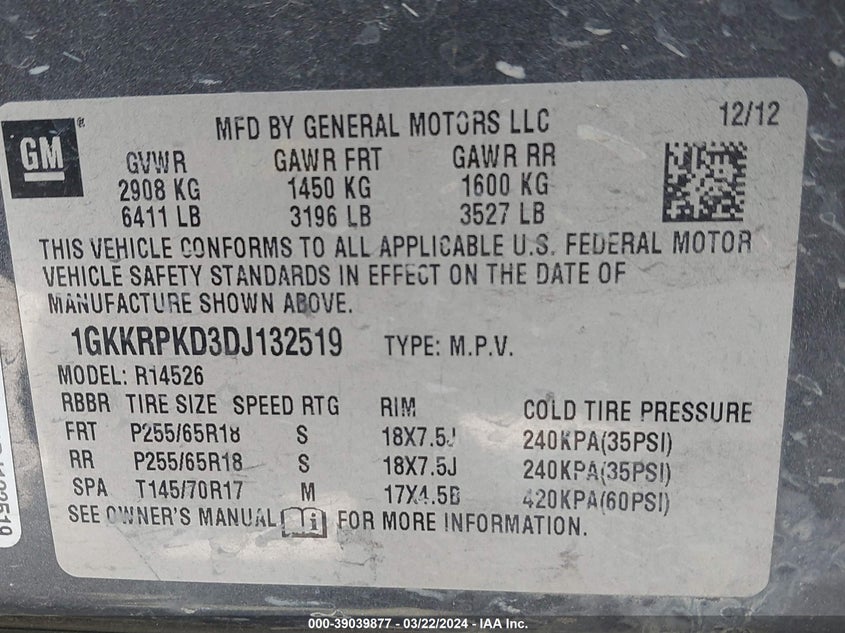 GM
®
MFD BY GENERAL MOTORS LLC 12/12
GVWR GAWR FRT GAWR RR
2908 KG 1450 KG 1600 KG
6411 LB 3196 LB 3527 LB
THIS VEHICLE CONFORMS TO ALL APPLICABLE U.S. FEDERAL MOTOR
VEHICLE SAFETY STANDARDS IN EFFECT ON THE DATE OF
MANUFACTURE SHOWN ABOVE.
1GKKRPKD3DJ132519 TYPE: M.P.V.
MODEL: R14526
RBBR TIRE SIZE SPEED RTG RIM COLD TIRE PRESSURE
FRT P255/65R18 S 18X7.5J 240KPA(35PSI)
RR P255/65R18 S 18X7.5J 240KPA(35PSI)
SPA T145/70R17 M 17X4.5B 420KPA(60PSI)
SEE OWNER'S MANUAL i FOR MORE INFORMATION.
000-39039877 - 03/22/2024 - IAA Inc.